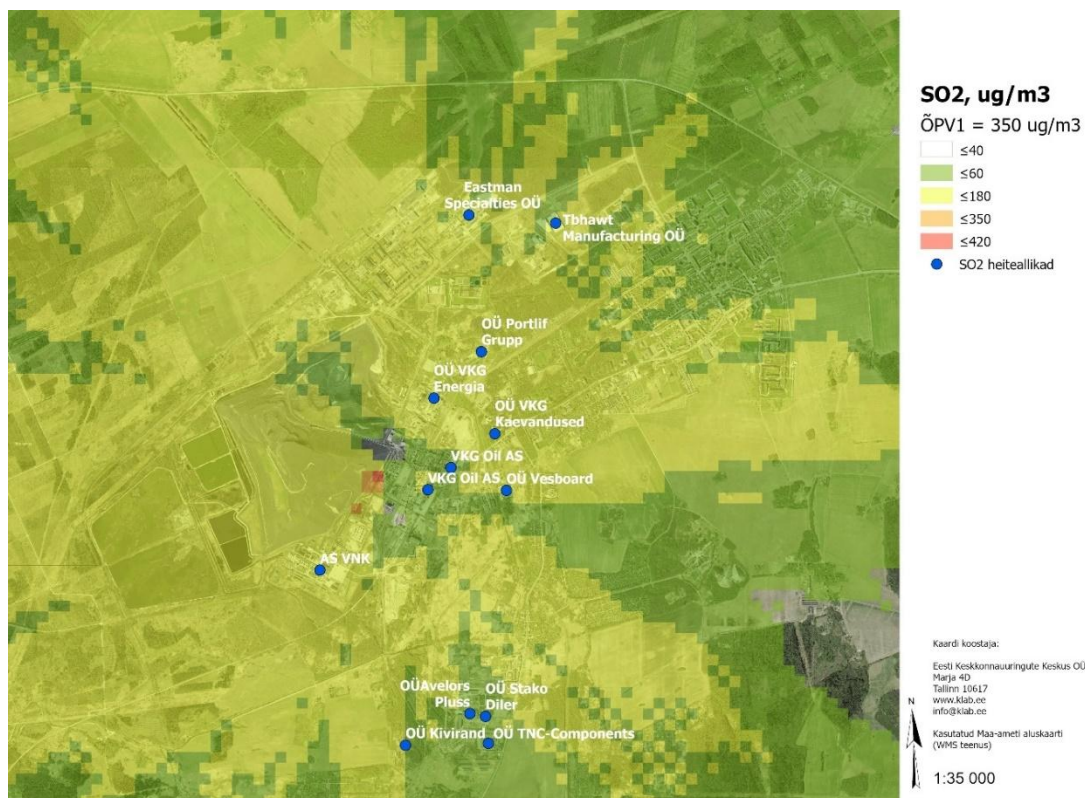 SO2, ug/m3
ÕPV1 = 350 ug/m3
≤40
≤60
≤180
≤350
≤420
SO2 heiteallikad
Eastman
Specialties OÜ
Tbhawt
Manufacturing OÜ
OÜ Portlif
Grupp
OÜ VKG
Energia
OÜ VKG
Kaevandused
VKG Oil AS
VKG Oil AS
OÜ Vesboard
AS VNK
OÜAvelors
Pluss
OÜ Stako
Diler
OÜ Kivirand
OÜ TNC-Components
Kaardi koostaja:
Eesti Keskkonnauuringute Keskus OÜ
Marja 4D
Tallinn 10617
www.klab.ee
info@klab.ee
Kasutatud Maa-ameti aluskaarti
(WMS teenus)
N
1:35 000